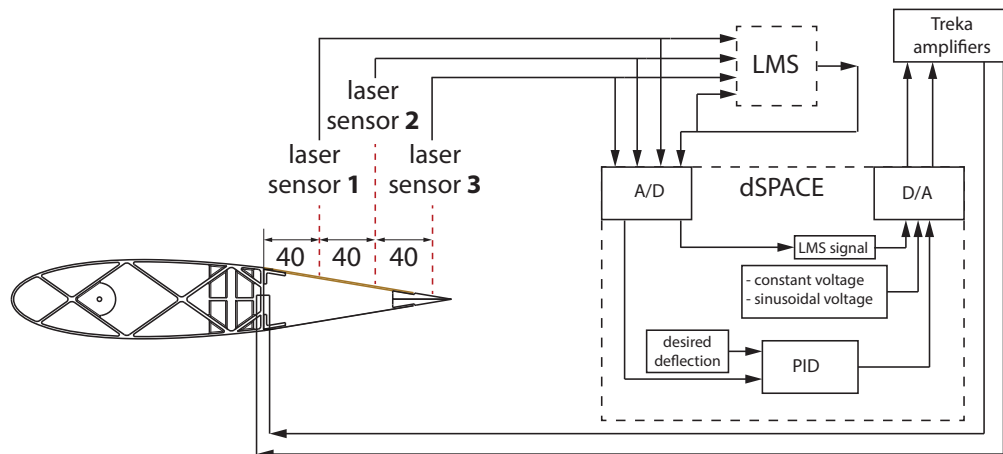 laser
sensor 1
laser
sensor 2
laser
sensor 3
40
40
40
LMS
Treka
amplifiers
A/D
dSPACE
D/A
LMS signal
- constant voltage
- sinusoidal voltage
desired
deflection
PID